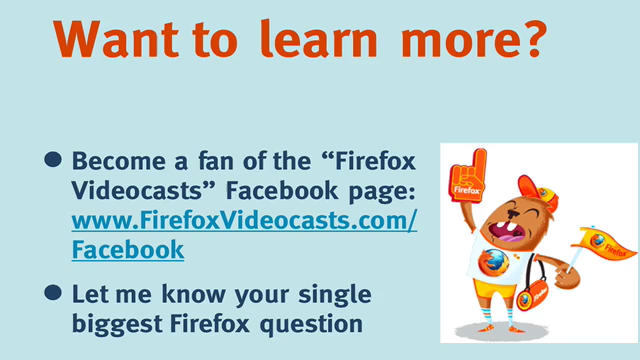 Want to learn more?
• Become a fan of the “Firefox
Videocasts” Facebook page:
www.FirefoxVideocasts.com/
Facebook
• Let me know your single
biggest Firefox question
Firefox
Firefox